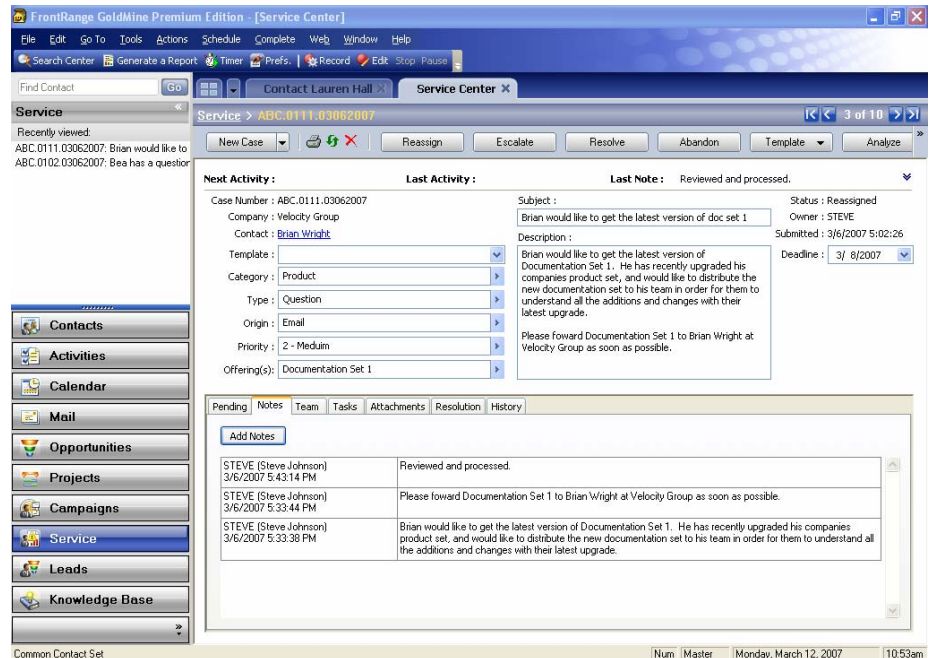 FrontRange GoldMine Premium Edition - [Service Center]
File Edit Go To Tools Actions Schedule Complete Web Window Help
Search Center Generate a Report Timer Prefs. Record Edit Stop Pause
Find Contact Go
Contact Lauren Hall Service Center
Service
Service > ABC.0111.03062007 3 of 10
Recently viewed:
ABC.0111.03062007: Brian would like to
ABC.0102.03062007: Bea has a question
New Case Reassign Escalate Resolve Abandon Template Analyze
Next Activity : Last Activity : Last Note : Reviewed and processed.
Case Number : ABC.0111.03062007
Company : Velocity Group
Contact : Brian Wright
Template :
Category : Product
Type : Question
Origin : Email
Priority : 2 - Meduim
Offering(s): Documentation Set 1
Subject :
Brian would like to get the latest version of doc set 1
Description :
Brian would like to get the latest version of
Documentation Set 1. He has recently upgraded his
companies product set, and would like to distribute the
new documentation set to his team in order for them to
understand all the additions and changes with their
latest upgrade.
Please foward Documentation Set 1 to Brian Wright at
Velocity Group as soon as possible.
Status : Reassigned
Owner : STEVE
Submitted : 3/6/2007 5:02:26
Deadline : 3/ 8/2007
Contacts
Activities
Calendar
Mail
Opportunities
Projects
Campaigns
Service
Leads
Knowledge Base
Pending Notes Team Tasks Attachments Resolution History
Add Notes
STEVE (Steve Johnson)
3/6/2007 5:43:14 PM
Reviewed and processed.
STEVE (Steve Johnson)
3/6/2007 5:33:44 PM
Please foward Documentation Set 1 to Brian Wright at Velocity Group as soon as possible.
STEVE (Steve Johnson)
3/6/2007 5:33:38 PM
Brian would like to get the latest version of Documentation Set 1. He has recently upgraded his companies
product set, and would like to distribute the new documentation set to his team in order for them to understand all
the additions and changes with their latest upgrade.
Common Contact Set Num Master Monday, March 12, 2007 10:53am